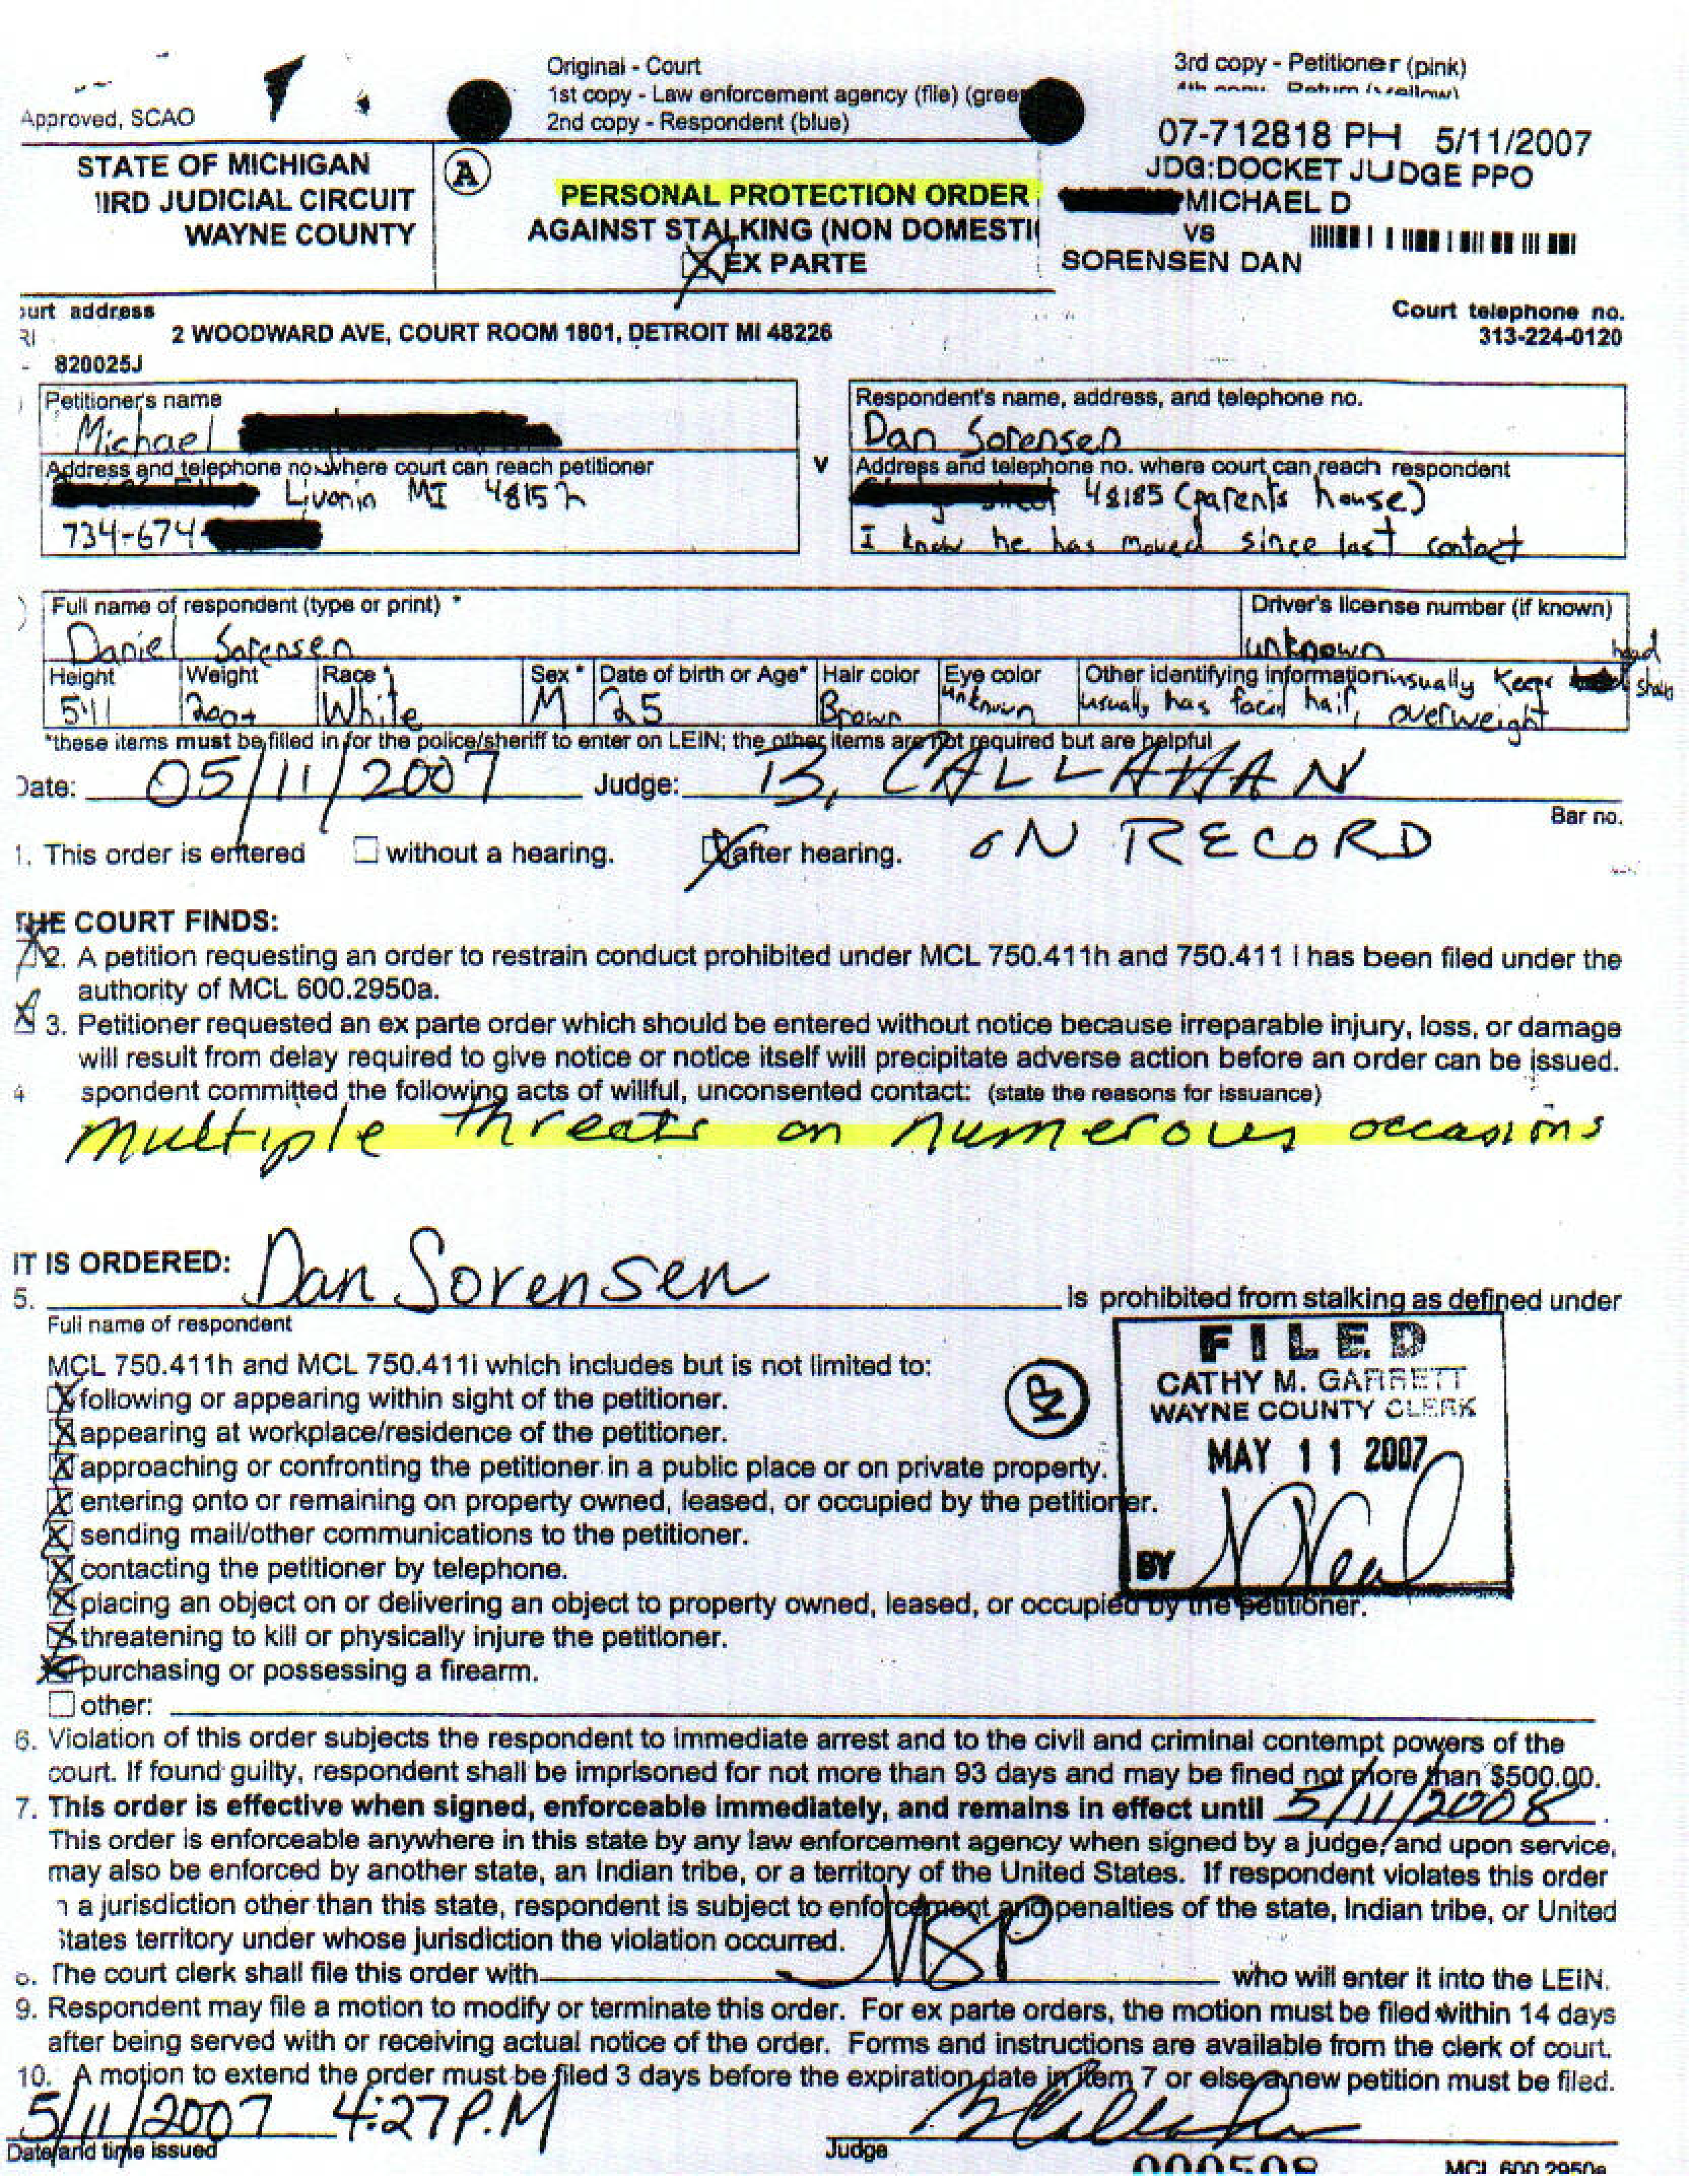 Original - Court
1st copy - Law enforcement agency (file) (gree
2nd copy - Respondent (blue)
3rd copy - Petitioner (pink)
Approved, SCAO
STATE OF MICHIGAN
IIRD JUDICIAL CIRCUIT
WAYNE COUNTY
A
PERSONAL PROTECTION ORDER
AGAINST STALKING (NON DOMESTI
EX PARTE
07-712818 PH 5/11/2007
JDG:DOCKET JUDGE PPO
MICHAEL D
VS
SORENSEN DAN
ourt address
RI 2 WOODWARD AVE, COURT ROOM 1801, DETROIT MI 48226
Court telephone no.
313-224-0120
820025J
Petitioner's name
Michael
Address and telephone no. where court can reach petitioner
Livonia MI 48152
734-674-
v
Respondent's name, address, and telephone no.
Dan Sorensen
Address and telephone no. where court can reach respondent
street 48185 (parents house)
I know he has moved since last contact
Full name of respondent (type or print) *
Daniel Sorensen
Driver's license number (if known)
unknown
Height Weight Race * Sex * Date of birth or Age* Hair color Eye color Other identifying information usually keeps head shaved
5'11 200+ White M 25 Brown unknown usually has facial hair, overweight
*these items must be filled in for the police/sheriff to enter on LEIN; the other items are not required but are helpful
Date: 05/11/2007 Judge: B. CALLAHAN
Bar no.
1. This order is entered without a hearing. after hearing. ON RECORD
THE COURT FINDS:
2. A petition requesting an order to restrain conduct prohibited under MCL 750.411h and 750.411 i has been filed under the
authority of MCL 600.2950a.
3. Petitioner requested an ex parte order which should be entered without notice because irreparable injury, loss, or damage
will result from delay required to give notice or notice itself will precipitate adverse action before an order can be issued.
4 spondent committed the following acts of willful, unconsented contact: (state the reasons for issuance)
multiple threats on numerous occasions
IT IS ORDERED:
5. Dan Sorensen is prohibited from stalking as defined under
Full name of respondent
MCL 750.411h and MCL 750.411i which includes but is not limited to:
following or appearing within sight of the petitioner.
appearing at workplace/residence of the petitioner.
approaching or confronting the petitioner in a public place or on private property.
entering onto or remaining on property owned, leased, or occupied by the petitioner.
sending mail/other communications to the petitioner.
contacting the petitioner by telephone.
placing an object on or delivering an object to property owned, leased, or occupied by the petitioner.
threatening to kill or physically injure the petitioner.
purchasing or possessing a firearm.
other:
FILED
CATHY M. GARRETT
WAYNE COUNTY CLERK
MAY 11 2007
BY
6. Violation of this order subjects the respondent to immediate arrest and to the civil and criminal contempt powers of the
court. If found guilty, respondent shall be imprisoned for not more than 93 days and may be fined not more than $500.00.
7. This order is effective when signed, enforceable immediately, and remains in effect until 5/11/2008.
This order is enforceable anywhere in this state by any law enforcement agency when signed by a judge, and upon service,
may also be enforced by another state, an Indian tribe, or a territory of the United States. If respondent violates this order
n a jurisdiction other than this state, respondent is subject to enforcement and penalties of the state, Indian tribe, or United
States territory under whose jurisdiction the violation occurred.
8. The court clerk shall file this order with MSP who will enter it into the LEIN.
9. Respondent may file a motion to modify or terminate this order. For ex parte orders, the motion must be filed within 14 days
after being served with or receiving actual notice of the order. Forms and instructions are available from the clerk of court.
10. A motion to extend the order must be filed 3 days before the expiration date in item 7 or else a new petition must be filed.
5/11/2007 4:27 P.M
Date and time issued
Judge
000508
MCL 600.2950a